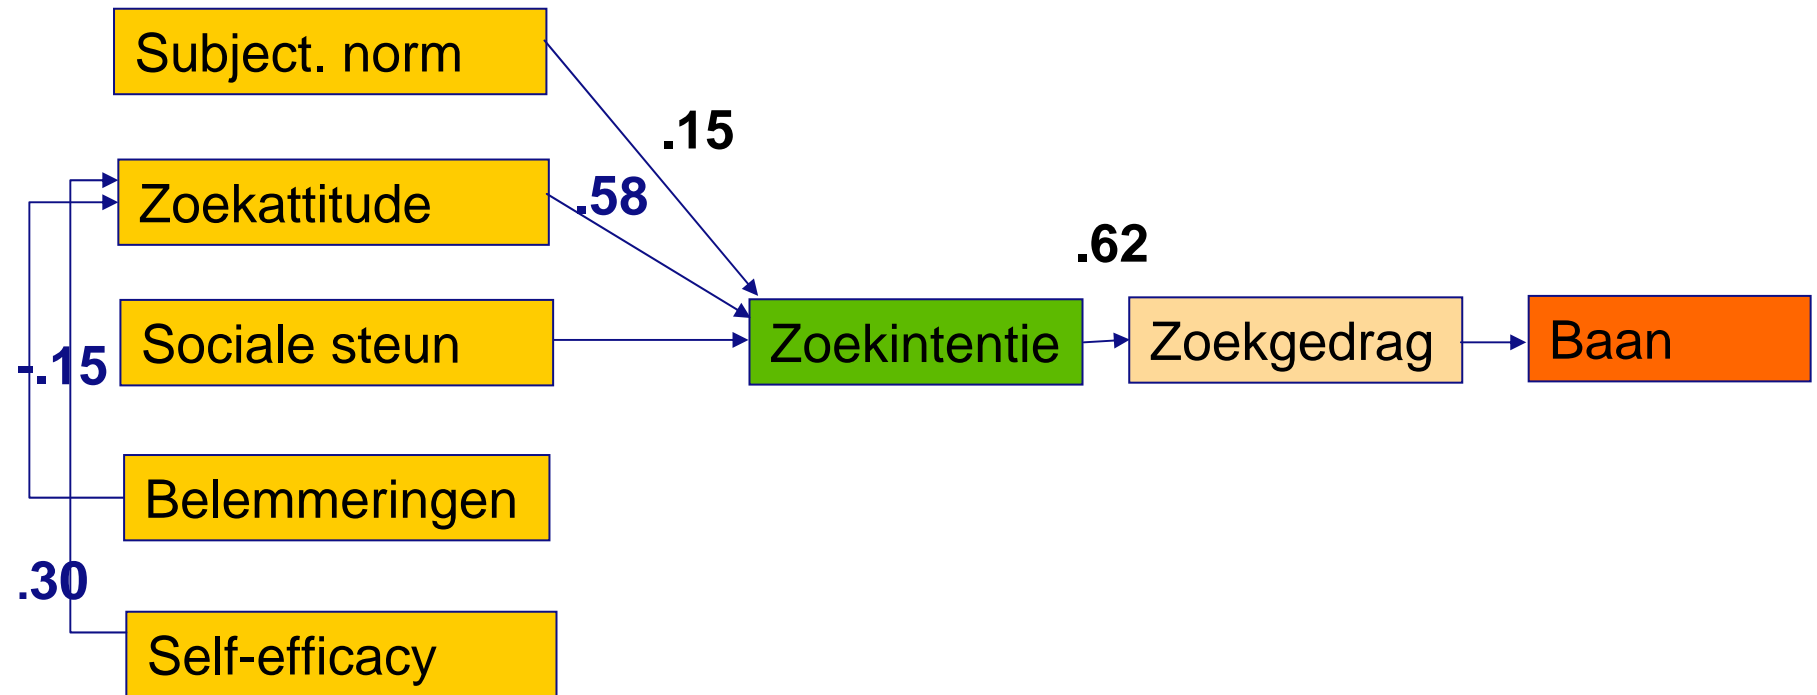 Subject. norm
.15
Zoekattitude
.58
.62
Sociale steun
Zoekintentie
Zoekgedrag
Baan
-.15
Belemmeringen
.30
Self-efficacy